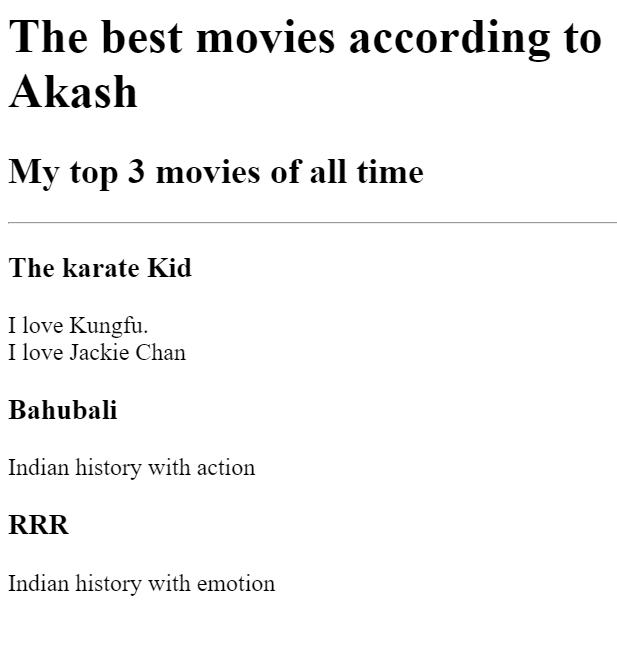 The best movies according to
Akash
My top 3 movies of all time
The karate Kid
I love Kungfu.
I love Jackie Chan
Bahubali
Indian history with action
RRR
Indian history with emotion